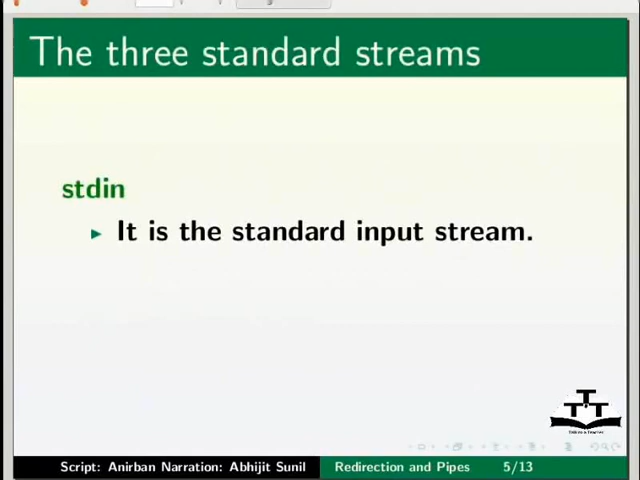 The three standard streams
stdin
It is the standard input stream.
TTT
Script: Anirban Narration: Abhijit Sunil Redirection and Pipes 5/13